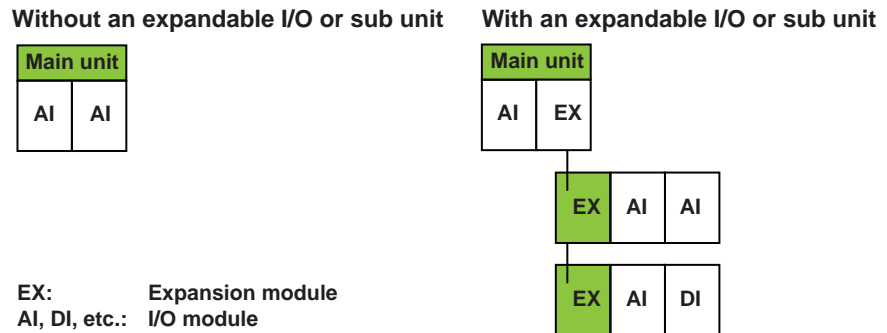 Without an expandable I/O or sub unit
Main unit
AI AI
With an expandable I/O or sub unit
Main unit
AI EX
EX AI AI
EX AI DI
EX: Expansion module
AI, DI, etc.: I/O module